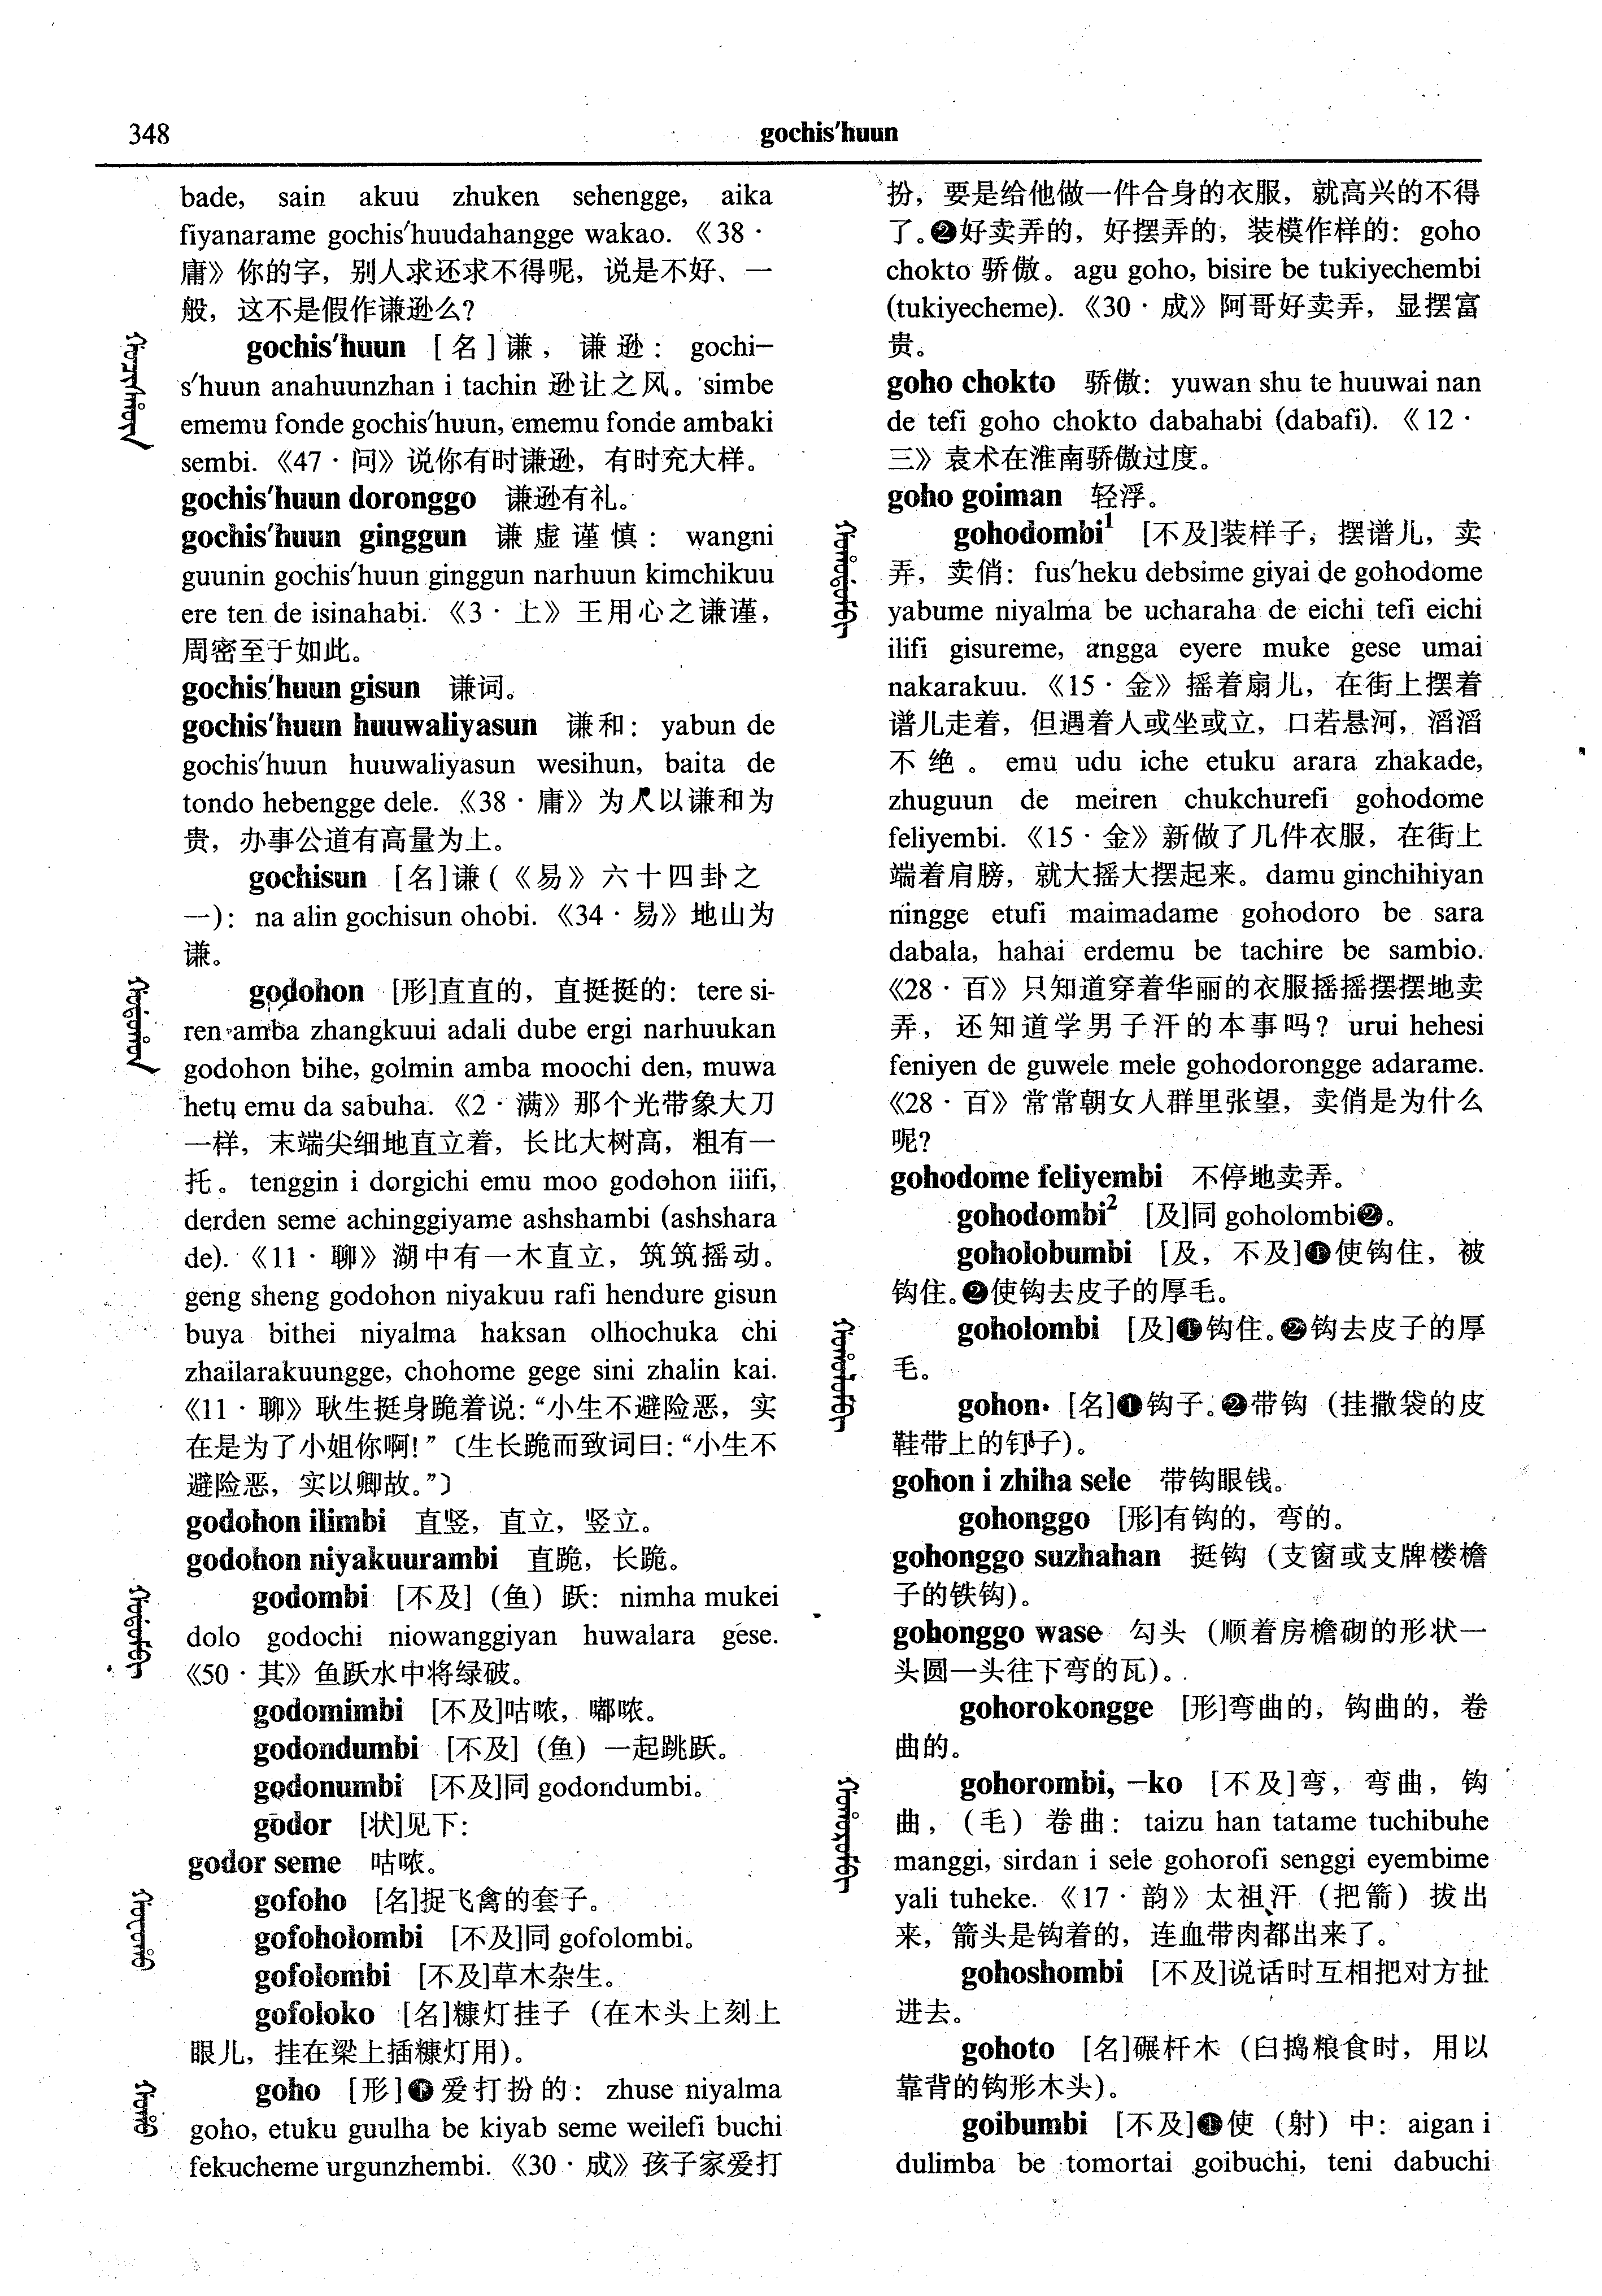 348
gochis′huun
bade, sain akuu zhuken sehengge, aika
fiyanarame gochis′huudahangge wakao.《38 ·
庸》你的字，别人求还求不得呢，说是不好、一
般，这不是假作谦逊么？
gochis′huun [名]谦，谦逊：gochi–
s′huun anahuunzhan i tachin 逊让之风。simbe
ememu fonde gochis′huun, ememu fonde ambaki
sembi.《47 · 问》说你有时谦逊，有时充大样。
gochis′huun doronggo 谦逊有礼。
gochis′huun ginggun 谦虚谨慎：wangni
guunin gochis′huun ginggun narhuun kimchikuu
ere ten de isinahabi.《3 · 上》王用心之谦谨，
周密至于如此。
gochis′huun gisun 谦词。
gochis′huun huuwaliyasun 谦和：yabun de
gochis′huun huuwaliyasun wesihun, baita de
tondo hebengge dele.《38 · 庸》为人以谦和为
贵，办事公道有高量为上。
gochisun [名]谦(《易》六十四卦之
一)：na alin gochisun ohobi.《34 · 易》地山为
谦。
godohon [形]直直的，直挺挺的：tere si-
ren amba zhangkuui adali dube ergi narhuukan
godohon bihe, golmin amba moochi den, muwa
hetu emu da sabuha.《2 · 满》那个光带象大刀
一样，末端尖细地直立着，长比大树高，粗有一
托。tenggin i dorgichi emu moo godohon ilifi,
derden seme achinggiyame ashshambi (ashshara
de).《11 · 聊》湖中有一木直立，筑筑摇动。
geng sheng godohon niyakuu rafi hendure gisun
buya bithei niyalma haksan olhochuka chi
zhailarakuungge, chohome gege sini zhalin kai.
《11 · 聊》耿生挺身跪着说：“小生不避险恶，实
在是为了小姐你啊！”〔生长跪而致词曰：“小生不
避险恶，实以卿故。”〕
godohon ilimbi 直竖，直立，竖立。
godohon niyakuurambi 直跪，长跪。
godombi [不及]（鱼）跃：nimha mukei
dolo godochi niowanggiyan huwalara gese.
《50 · 其》鱼跃水中将绿破。
godomimbi [不及]咕哝，嘟哝。
godondumbi [不及]（鱼）一起跳跃。
godonumbi [不及]同 godondumbi。
godor [状]见下：
godor seme 咕哝。
gofoho [名]捉飞禽的套子。
gofoholombi [不及]同 gofolombi。
gofolombi [不及]草木杂生。
gofoloko [名]糠灯挂子（在木头上刻上
眼儿，挂在梁上插糠灯用）。
goho [形]❶爱打扮的：zhuse niyalma
goho, etuku guulha be kiyab seme weilefi buchi
fekucheme urgunzhembi.《30 · 成》孩子家爱打
扮，要是给他做一件合身的衣服，就高兴的不得
了。❷好卖弄的，好摆弄的，装模作样的：goho
chokto 骄傲。agu goho, bisire be tukiyechembi
(tukiyecheme).《30 · 成》阿哥好卖弄，显摆富
贵。
goho chokto 骄傲：yuwan shu te huuwai nan
de tefi goho chokto dabahabi (dabafi).《12 ·
三》袁术在淮南骄傲过度。
goho goiman 轻浮。
gohodombi¹ [不及]装样子，摆谱儿，卖
弄，卖俏：fus′heku debsime giyai de gohodome
yabume niyalma be ucharaha de eichi tefi eichi
ilifi gisureme, angga eyere muke gese umai
nakarakuu.《15 · 金》摇着扇儿，在街上摆着
谱儿走着，但遇着人或坐或立，口若悬河，滔滔
不绝。emu udu iche etuku arara zhakade,
zhuguun de meiren chukchurefi gohodome
feliyembi.《15 · 金》新做了几件衣服，在街上
端着肩膀，就大摇大摆起来。damu ginchihiyan
ningge etufi maimadame gohodoro be sara
dabala, hahai erdemu be tachire be sambio.
《28 · 百》只知道穿着华丽的衣服摇摇摆摆地卖
弄，还知道学男子汗的本事吗？urui hehesi
feniyen de guwele mele gohodorongge adarame.
《28 · 百》常常朝女人群里张望，卖俏是为什么
呢？
gohodome feliyembi 不停地卖弄。
gohodombi² [及]同 goholombi❷。
goholobumbi [及，不及]❶使钩住，被
钩住。❷使钩去皮子的厚毛。
goholombi [及]❶钩住。❷钩去皮子的厚
毛。
gohon [名]❶钩子。❷带钩（挂撒袋的皮
鞋带上的钌子）。
gohon i zhiha sele 带钩眼钱。
gohonggo [形]有钩的，弯的。
gohonggo suzhahan 挺钩（支窗或支牌楼檐
子的铁钩）。
gohonggo wase 勾头（顺着房檐砌的形状一
头圆一头往下弯的瓦）。
gohorokongge [形]弯曲的，钩曲的，卷
曲的。
gohorombi, –ko [不及]弯，弯曲，钩
曲，（毛）卷曲：taizu han tatame tuchibuhe
manggi, sirdan i sele gohorofi senggi eyembime
yali tuheke.《17 · 韵》太祖汗（把箭）拔出
来，箭头是钩着的，连血带肉都出来了。
gohoshombi [不及]说话时互相把对方扯
进去。
gohoto [名]碾杆木（臼捣粮食时，用以
靠背的钩形木头）。
goibumbi [不及]❶使（射）中：aigan i
dulimba be tomortai goibuchi, teni dabuchi